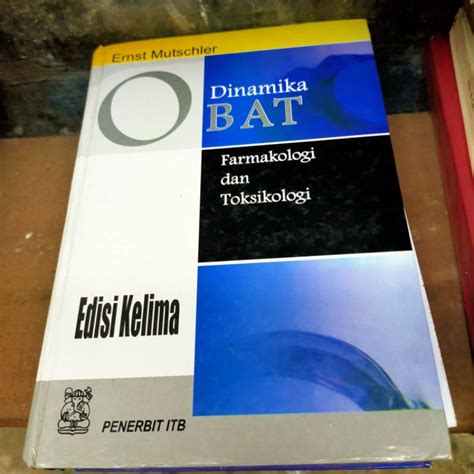 Ernst Mutschler
Dinamika
OBAT
Farmakologi
dan
Toksikologi
Edisi Kelima
PENERBIT ITB